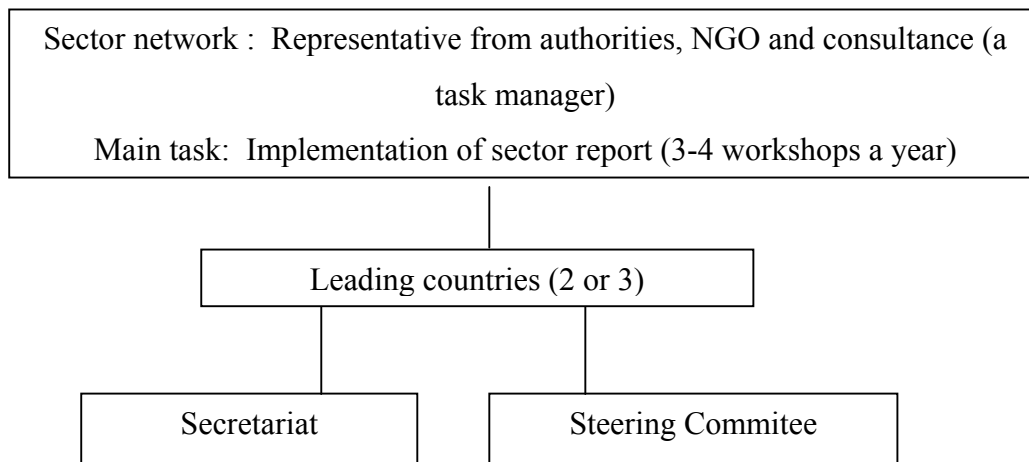 Sector network : Representative from authorities, NGO and consultance (a
task manager)
Main task: Implementation of sector report (3-4 workshops a year)
Leading countries (2 or 3)
Secretariat
Steering Commitee